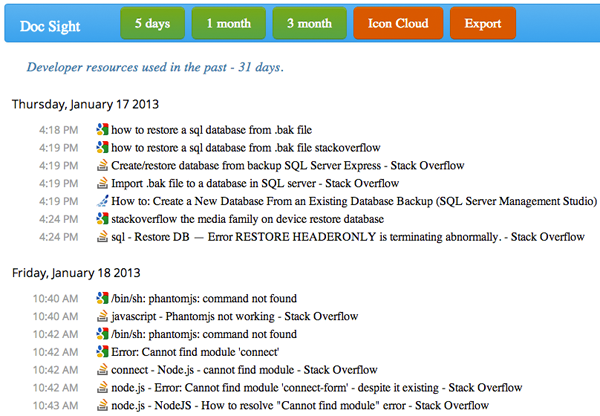 Doc Sight
5 days
1 month
3 month
Icon Cloud
Export
Developer resources used in the past - 31 days.
Thursday, January 17 2013
4:18 PM how to restore a sql database from .bak file
4:19 PM how to restore a sql database from .bak file stackoverflow
4:19 PM Create/restore database from backup SQL Server Express - Stack Overflow
4:19 PM Import .bak file to a database in SQL server - Stack Overflow
4:19 PM How to: Create a New Database From an Existing Database Backup (SQL Server Management Studio)
4:24 PM stackoverflow the media family on device restore database
4:24 PM sql - Restore DB — Error RESTORE HEADERONLY is terminating abnormally. - Stack Overflow
Friday, January 18 2013
10:40 AM /bin/sh: phantomjs: command not found
10:40 AM javascript - Phantomjs not working - Stack Overflow
10:42 AM /bin/sh: phantomjs: command not found
10:42 AM Error: Cannot find module 'connect'
10:42 AM connect - Node.js - cannot find module - Stack Overflow
10:42 AM node.js - Error: Cannot find module 'connect-form' - despite it existing - Stack Overflow
10:43 AM node.js - NodeJS - How to resolve "Cannot find module" error - Stack Overflow